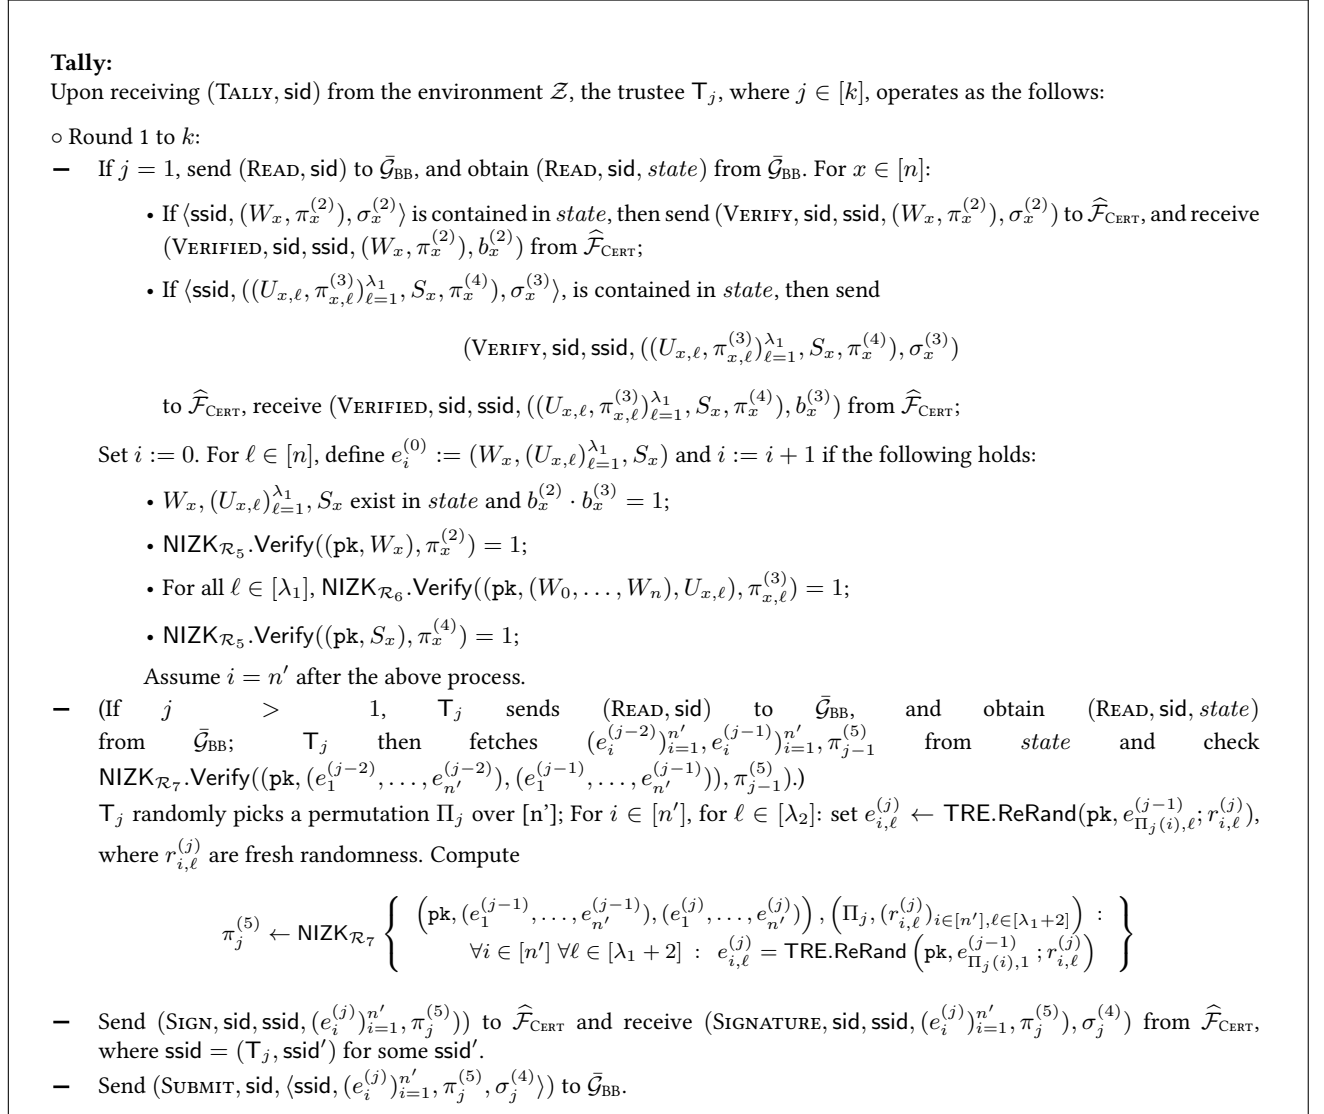 Tally:
Upon receiving (Tally, sid) from the environment 𝒵, the trustee T_j, where j ∈ [k], operates as the follows:
○ Round 1 to k:
– If j = 1, send (Read, sid) to 𝒢̄_BB, and obtain (Read, sid, state) from 𝒢̄_BB. For x ∈ [n]:
• If ⟨ssid, (W_x, π_x^{(2)}), σ_x^{(2)}⟩ is contained in state, then send (Verify, sid, ssid, (W_x, π_x^{(2)}), σ_x^{(2)}) to ℱ̂_Cert, and receive
(Verified, sid, ssid, (W_x, π_x^{(2)}), b_x^{(2)}) from ℱ̂_Cert;
• If ⟨ssid, ((U_{x,ℓ}, π_{x,ℓ}^{(3)})_{ℓ=1}^{λ_1}, S_x, π_x^{(4)}), σ_x^{(3)}⟩, is contained in state, then send
(Verify, sid, ssid, ((U_{x,ℓ}, π_{x,ℓ}^{(3)})_{ℓ=1}^{λ_1}, S_x, π_x^{(4)}), σ_x^{(3)})
to ℱ̂_Cert, receive (Verified, sid, ssid, ((U_{x,ℓ}, π_{x,ℓ}^{(3)})_{ℓ=1}^{λ_1}, S_x, π_x^{(4)}), b_x^{(3)}) from ℱ̂_Cert;
Set i := 0. For ℓ ∈ [n], define e_i^{(0)} := (W_x, (U_{x,ℓ})_{ℓ=1}^{λ_1}, S_x) and i := i + 1 if the following holds:
• W_x, (U_{x,ℓ})_{ℓ=1}^{λ_1}, S_x exist in state and b_x^{(2)} · b_x^{(3)} = 1;
• NIZK_{ℛ_5}.Verify((pk, W_x), π_x^{(2)}) = 1;
• For all ℓ ∈ [λ_1], NIZK_{ℛ_6}.Verify((pk, (W_0, …, W_n), U_{x,ℓ}), π_{x,ℓ}^{(3)}) = 1;
• NIZK_{ℛ_5}.Verify((pk, S_x), π_x^{(4)}) = 1;
Assume i = n′ after the above process.
– (If j > 1, T_j sends (Read, sid) to 𝒢̄_BB, and obtain (Read, sid, state)
from 𝒢̄_BB; T_j then fetches (e_i^{(j−2)})_{i=1}^{n′}, e_i^{(j−1)})_{i=1}^{n′}, π_{j−1}^{(5)} from state and check
NIZK_{ℛ_7}.Verify((pk, (e_1^{(j−2)}, …, e_{n′}^{(j−2)}), (e_1^{(j−1)}, …, e_{n′}^{(j−1)})), π_{j−1}^{(5)}).)
T_j randomly picks a permutation Π_j over [n']; For i ∈ [n′], for ℓ ∈ [λ_2]: set e_{i,ℓ}^{(j)} ← TRE.ReRand(pk, e_{Π_j(i),ℓ}^{(j−1)}; r_{i,ℓ}^{(j)}),
where r_{i,ℓ}^{(j)} are fresh randomness. Compute
π_j^{(5)} ← NIZK_{ℛ_7} { (pk, (e_1^{(j−1)}, …, e_{n′}^{(j−1)}), (e_1^{(j)}, …, e_{n′}^{(j)})), (Π_j, (r_{i,ℓ}^{(j)})_{i∈[n′],ℓ∈[λ_1+2]}) :
∀i ∈ [n′] ∀ℓ ∈ [λ_1 + 2] : e_{i,ℓ}^{(j)} = TRE.ReRand (pk, e_{Π_j(i),1}^{(j−1)} ; r_{i,ℓ}^{(j)}) }
– Send (Sign, sid, ssid, (e_i^{(j)})_{i=1}^{n′}, π_j^{(5)})) to ℱ̂_Cert and receive (Signature, sid, ssid, (e_i^{(j)})_{i=1}^{n′}, π_j^{(5)}), σ_j^{(4)}) from ℱ̂_Cert,
where ssid = (T_j, ssid′) for some ssid′.
– Send (Submit, sid, ⟨ssid, (e_i^{(j)})_{i=1}^{n′}, π_j^{(5)}, σ_j^{(4)}⟩) to 𝒢̄_BB.